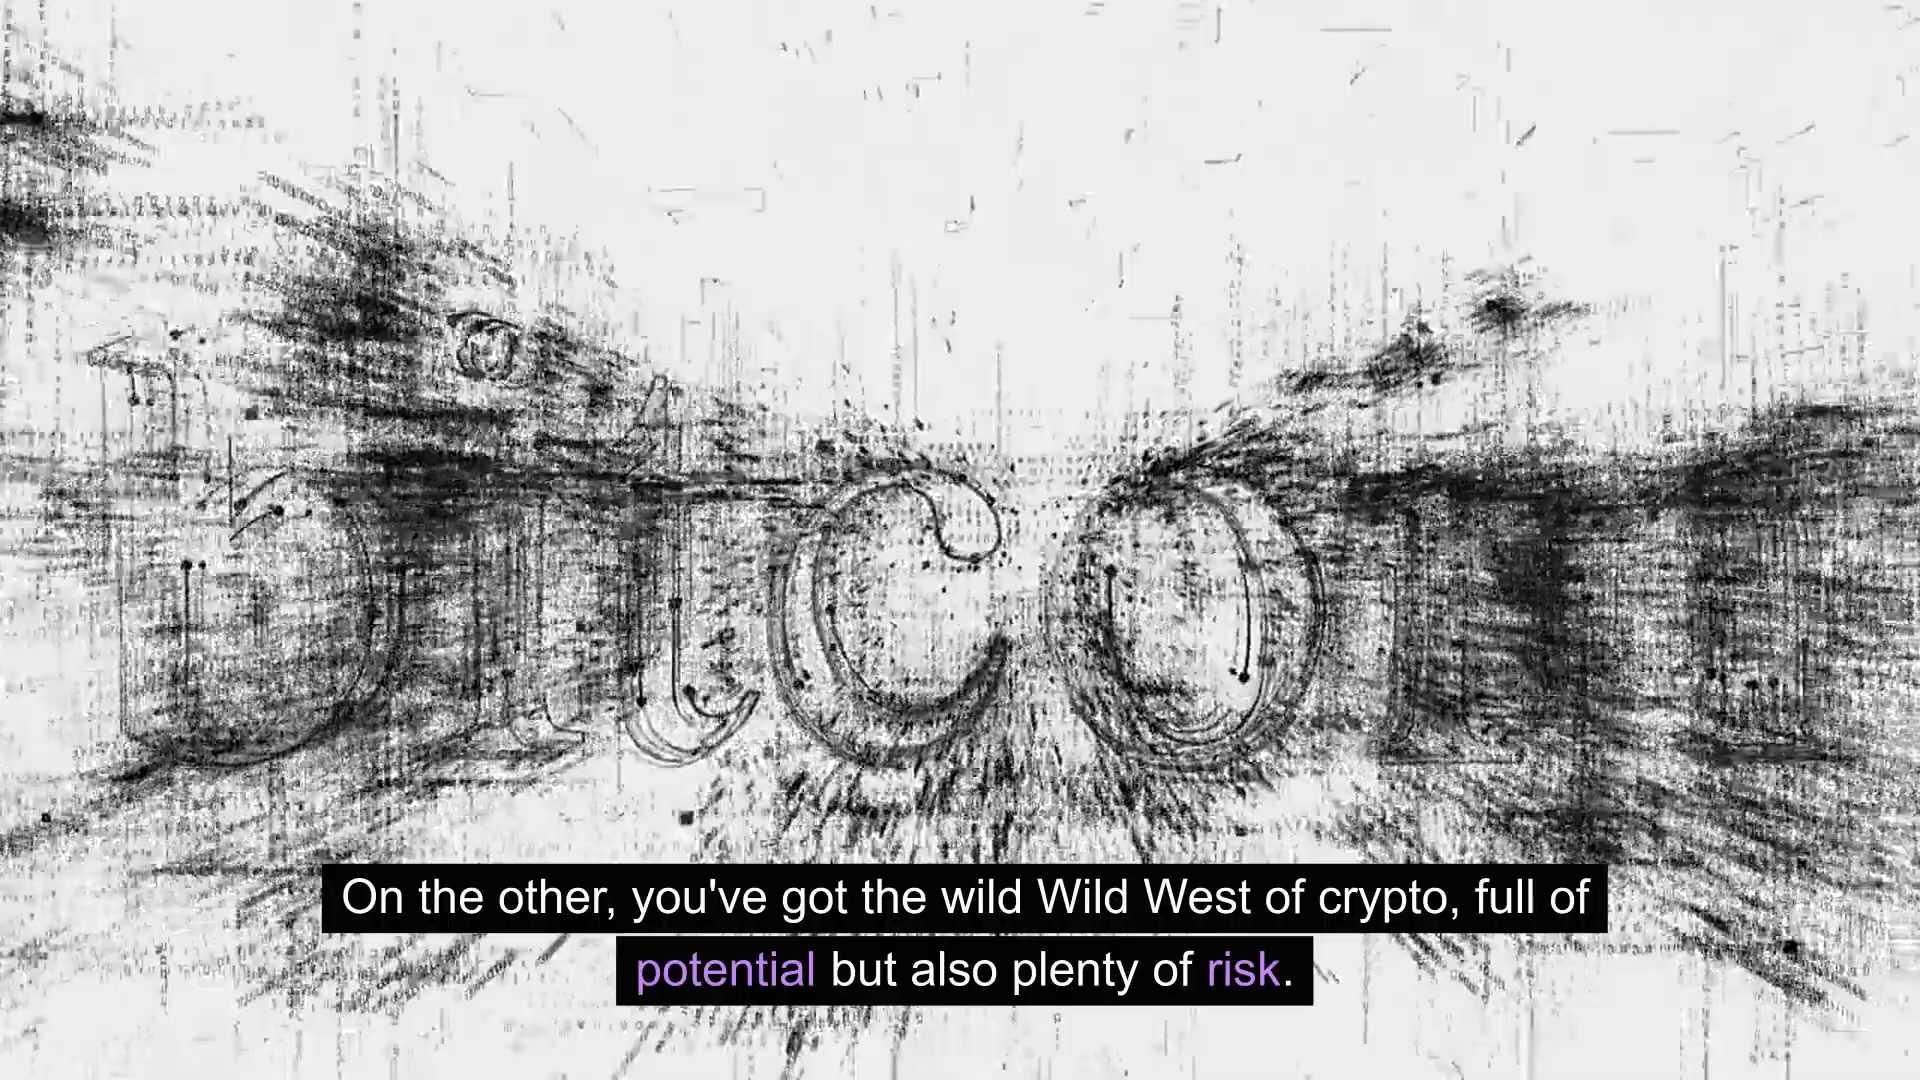 bitcoin
On the other, you've got the wild Wild West of crypto, full of
potential but also plenty of risk.